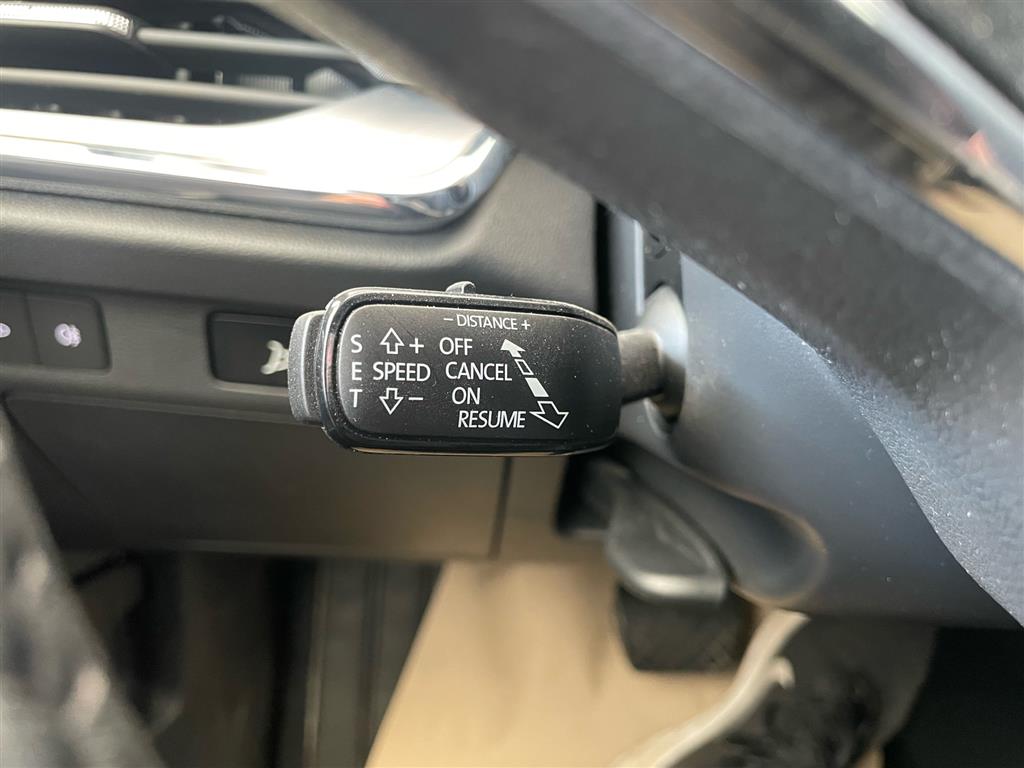 − DISTANCE +
S + OFF
E SPEED CANCEL
T − ON
RESUME